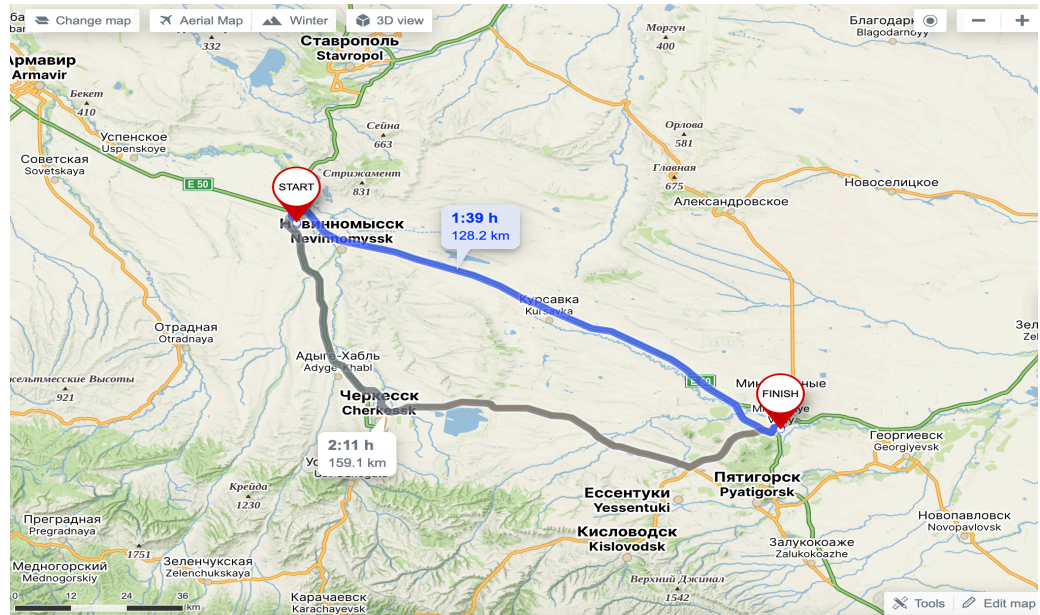 Change map
Aerial Map
Winter
3D view
332
Ставрополь
Stavropol
Моргун
400
Blagodarnyy
Армавир
Armavir
Бекет
410
Успенское
Uspenskoye
Советская
Sovetskaya
E 50
Сейна
663
Стрижамент
831
Орлова
581
Главная
675
Новоселицкое
Александровское
START
Nevinnomyssk
1:39 h
128.2 km
Курсавка
Kursavka
Отрадная
Otradnaya
Адыге-Хабль
Adyge-Khabl
921
Черкесск
Cherkessk
2:11 h
159.1 km
FINISH
Георгиевск
Georgiyevsk
Крейда
1230
Пятигорск
Pyatigorsk
Ессентуки
Yessentuki
Кисловодск
Kislovodsk
Новопавловск
Novopavlovsk
Преградная
Pregradnaya
1751
Зеленчукская
Zelenchukskaya
Медногорский
Mednogorskiy
Залукокоаже
Zalukokoazhe
Верхний Джинал
1542
Карачаевск
Karachayevsk
0 12 24 36 km
Tools
Edit map